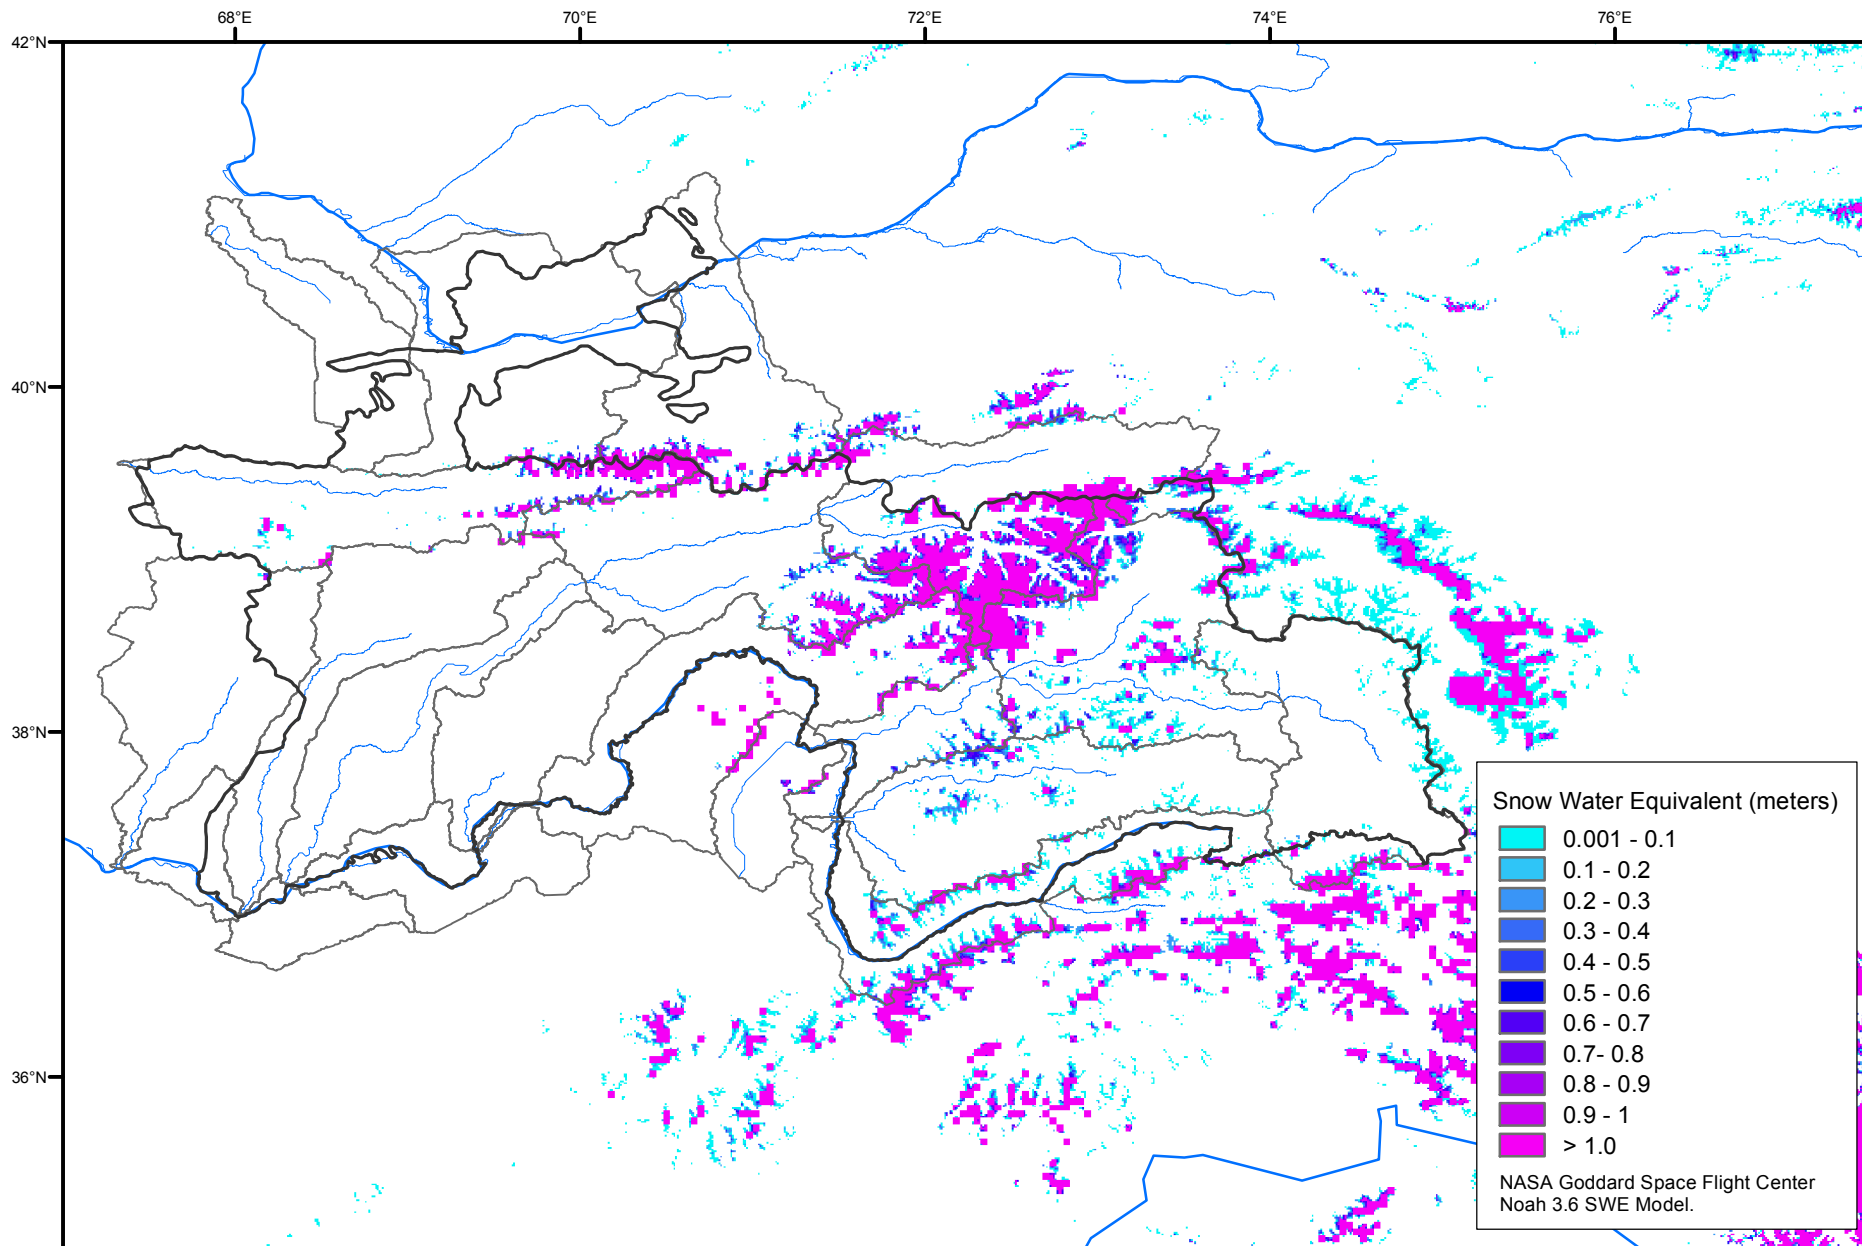 68°E 70°E 72°E 74°E 76°E
42°N
40°N
38°N
36°N
Snow Water Equivalent (meters)
0.001 - 0.1
0.1 - 0.2
0.2 - 0.3
0.3 - 0.4
0.4 - 0.5
0.5 - 0.6
0.6 - 0.7
0.7- 0.8
0.8 - 0.9
0.9 - 1
> 1.0
NASA Goddard Space Flight Center
Noah 3.6 SWE Model.